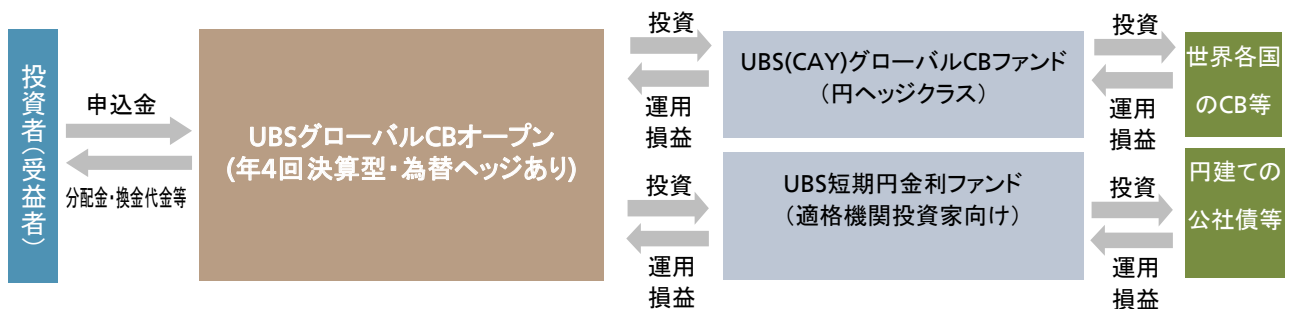 投資者(受益者)
申込金
分配金・換金代金等
UBSグローバルCBオープン
(年4回決算型・為替ヘッジあり)
投資
運用
損益
UBS(CAY)グローバルCBファンド
(円ヘッジクラス)
投資
運用
損益
世界各国
のCB等
投資
運用
損益
UBS短期円金利ファンド
(適格機関投資家向け)
投資
運用
損益
円建ての
公社債等